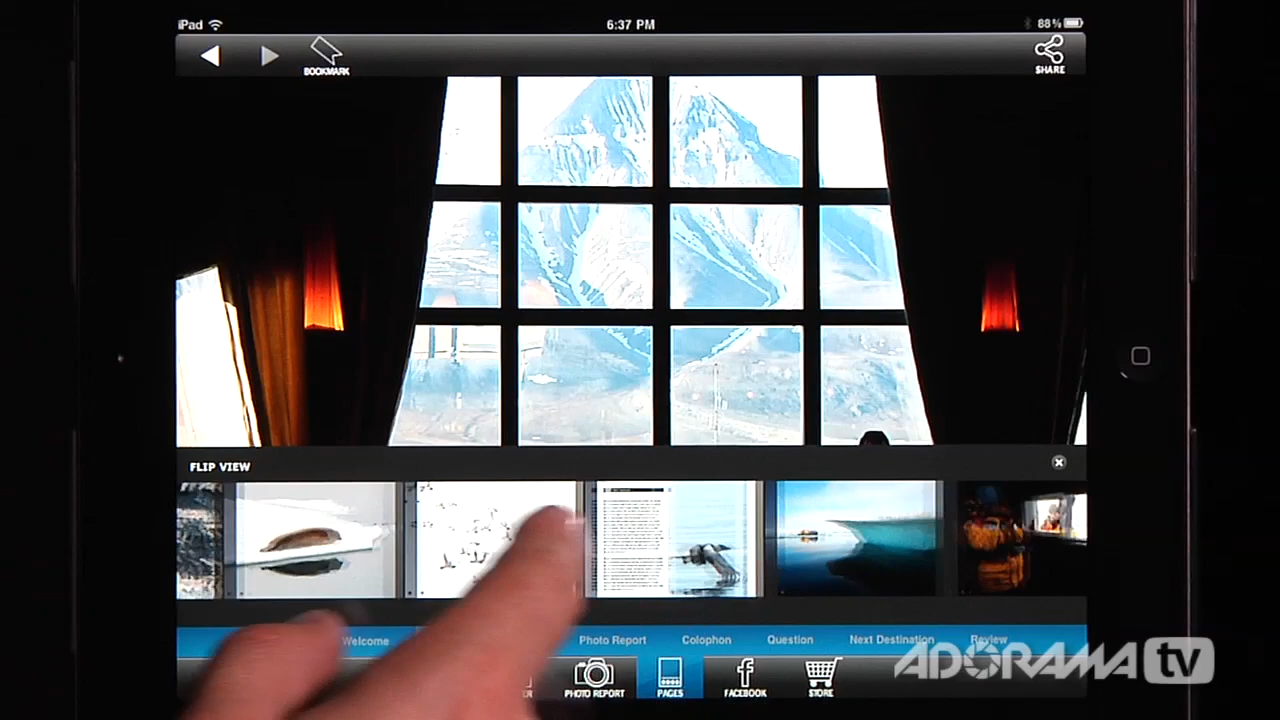 iPad
6:37 PM
88%
BOOKMARK
SHARE
FLIP VIEW
Welcome
Photo Report
Colophon
Question
Next Destination
Review
PHOTO REPORT
PAGES
FACEBOOK
STORE
ADORAMA tv